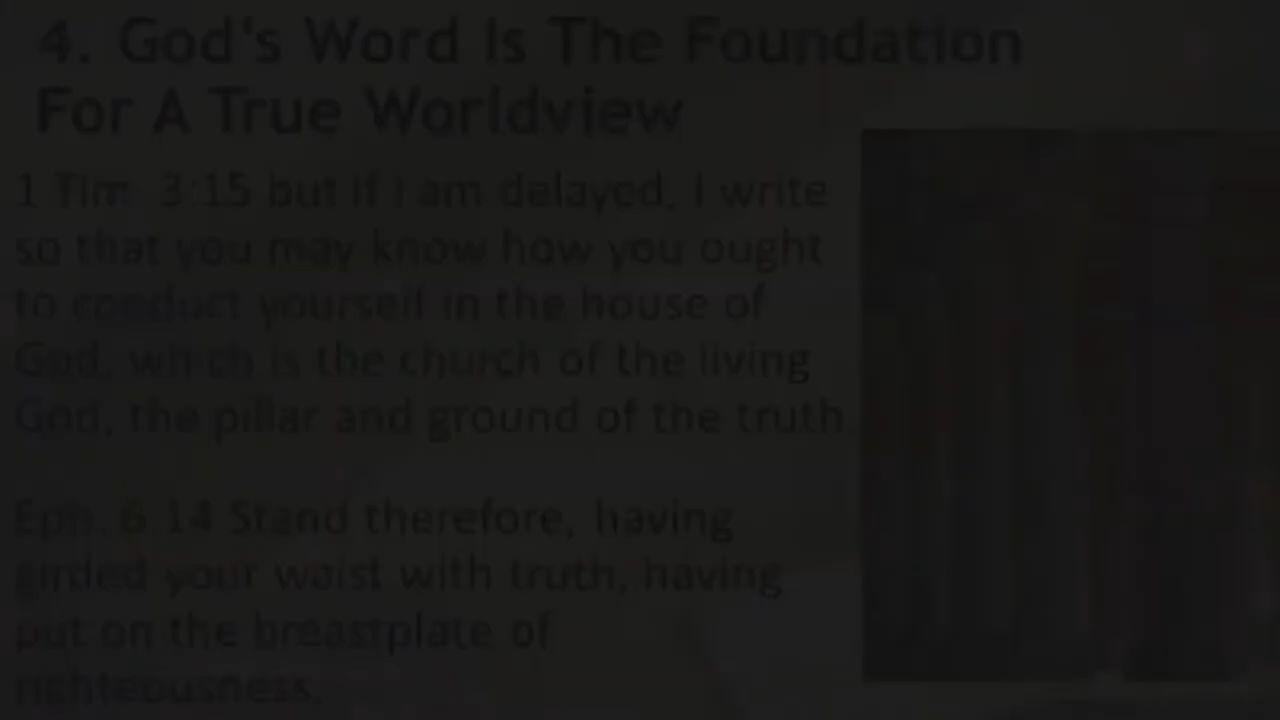 4. God's Word Is The Foundation
For A True Worldview
1 Tim. 3:15 but if I am delayed, I write
so that you may know how you ought
to conduct yourself in the house of
God, which is the church of the living
God, the pillar and ground of the truth.
Eph. 6:14 Stand therefore, having
girded your waist with truth, having
put on the breastplate of
righteousness.